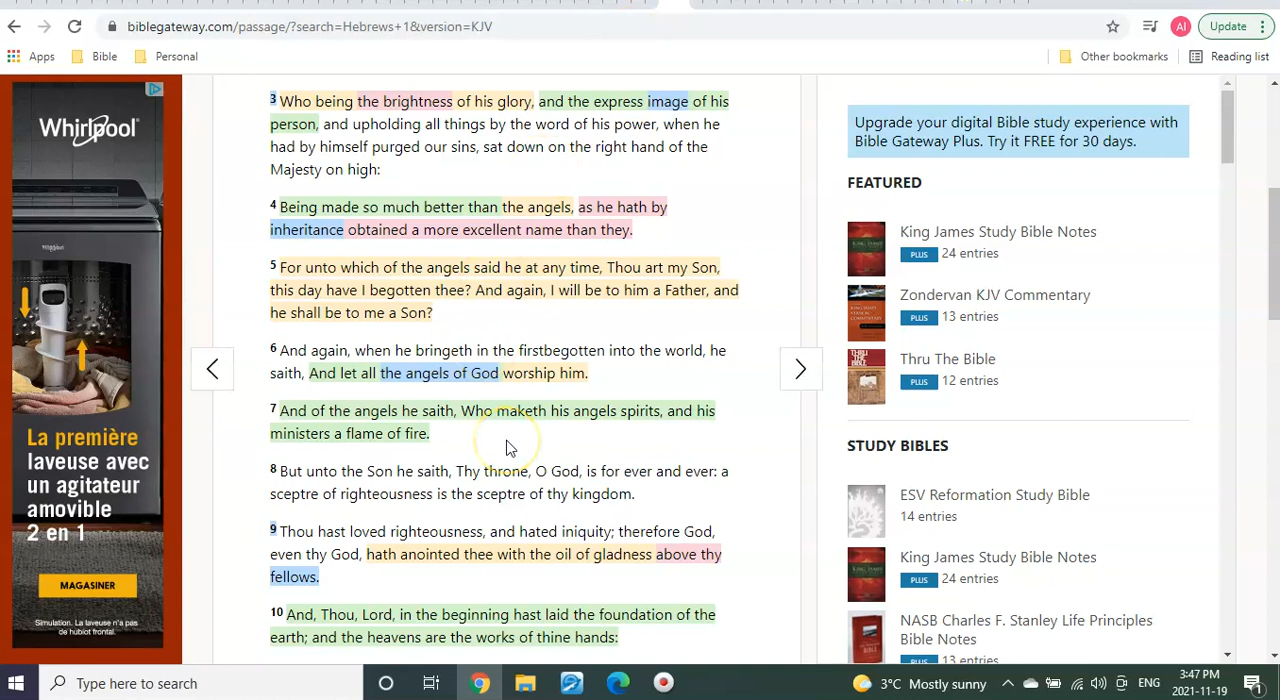 biblegateway.com/passage/?search=Hebrews+1&version=KJV
AI
Update
Apps
Bible
Personal
Other bookmarks
Reading list
Whirlpool
La première
laveuse avec
un agitateur
amovible
2 en 1
MAGASINER
Simulation. La laveuse n'a pas
de hublot frontal.
3 Who being the brightness of his glory, and the express image of his
person, and upholding all things by the word of his power, when he
had by himself purged our sins, sat down on the right hand of the
Majesty on high:
4 Being made so much better than the angels, as he hath by
inheritance obtained a more excellent name than they.
5 For unto which of the angels said he at any time, Thou art my Son,
this day have I begotten thee? And again, I will be to him a Father, and
he shall be to me a Son?
6 And again, when he bringeth in the firstbegotten into the world, he
saith, And let all the angels of God worship him.
7 And of the angels he saith, Who maketh his angels spirits, and his
ministers a flame of fire.
8 But unto the Son he saith, Thy throne, O God, is for ever and ever: a
sceptre of righteousness is the sceptre of thy kingdom.
9 Thou hast loved righteousness, and hated iniquity; therefore God,
even thy God, hath anointed thee with the oil of gladness above thy
fellows.
10 And, Thou, Lord, in the beginning hast laid the foundation of the
earth; and the heavens are the works of thine hands:
Upgrade your digital Bible study experience with
Bible Gateway Plus. Try it FREE for 30 days.
FEATURED
King James Study Bible Notes
PLUS 24 entries
Zondervan KJV Commentary
PLUS 13 entries
Thru The Bible
PLUS 12 entries
STUDY BIBLES
ESV Reformation Study Bible
14 entries
King James Study Bible Notes
PLUS 24 entries
NASB Charles F. Stanley Life Principles
Bible Notes
PLUS 13 entries
Type here to search
3°C Mostly sunny
ENG
3:47 PM
2021-11-19
1